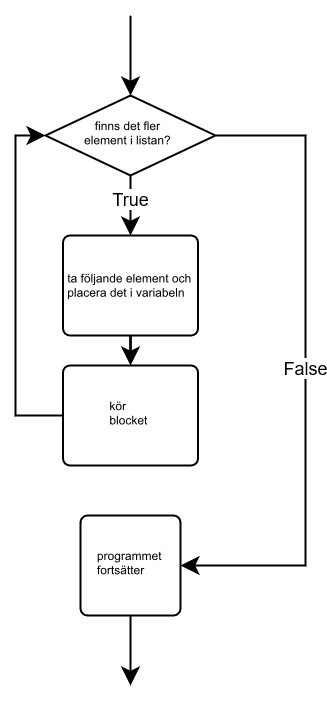 finns det fler
element i listan?
True
ta följande element och
placera det i variabeln
False
kör
blocket
programmet
fortsätter